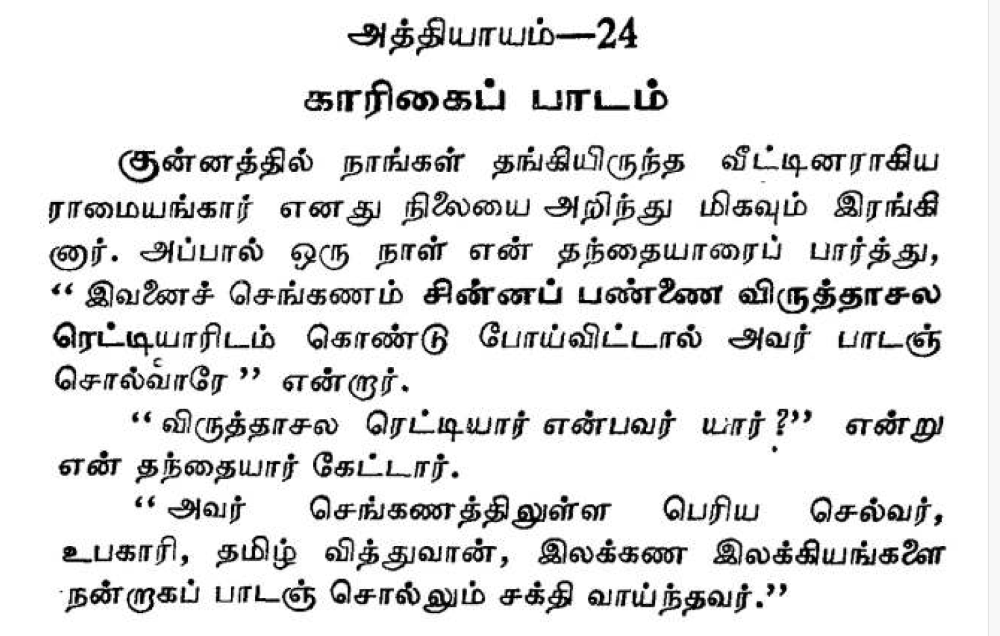 அத்தியாயம்—24
காரிகைப் பாடம்
குன்னத்தில் நாங்கள் தங்கியிருந்த வீட்டினராகிய
ராமையங்கார் எனது நிலையை அறிந்து மிகவும் இரங்கி
னார். அப்பால் ஒரு நாள் என் தந்தையாரைப் பார்த்து,
“ இவனைச் செங்கணம் சின்னப் பண்ணை விருத்தாசல
ரெட்டியாரிடம் கொண்டு போய்விட்டால் அவர் பாடஞ்
சொல்வாரே ” என்றார்.
“ விருத்தாசல ரெட்டியார் என்பவர் யார் ?” என்று
என் தந்தையார் கேட்டார்.
“ அவர் செங்கணத்திலுள்ள பெரிய செல்வர்,
உபகாரி, தமிழ் வித்துவான், இலக்கண இலக்கியங்களை
நன்றாகப் பாடஞ் சொல்லும் சக்தி வாய்ந்தவர்.”